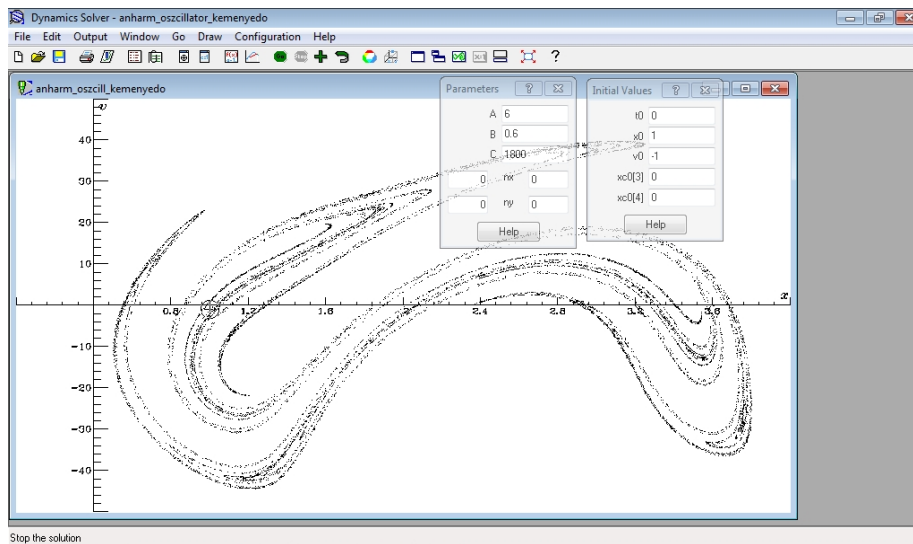 Dynamics Solver - anharm_oszcillator_kemenyedo
File Edit Output Window Go Draw Configuration Help
anharm_oszcill_kemenyedo
Parameters
A 6
B 0.6
C 1800
0 nx 0
0 ny 0
Help
Initial Values
t0 0
x0 1
v0 -1
xc0[3] 0
xc0[4] 0
Help
v
40
30
20
10
x
0.8 1.2 1.6 2 2.4 2.8 3.2 3.6
-10
-20
-30
-40
Stop the solution